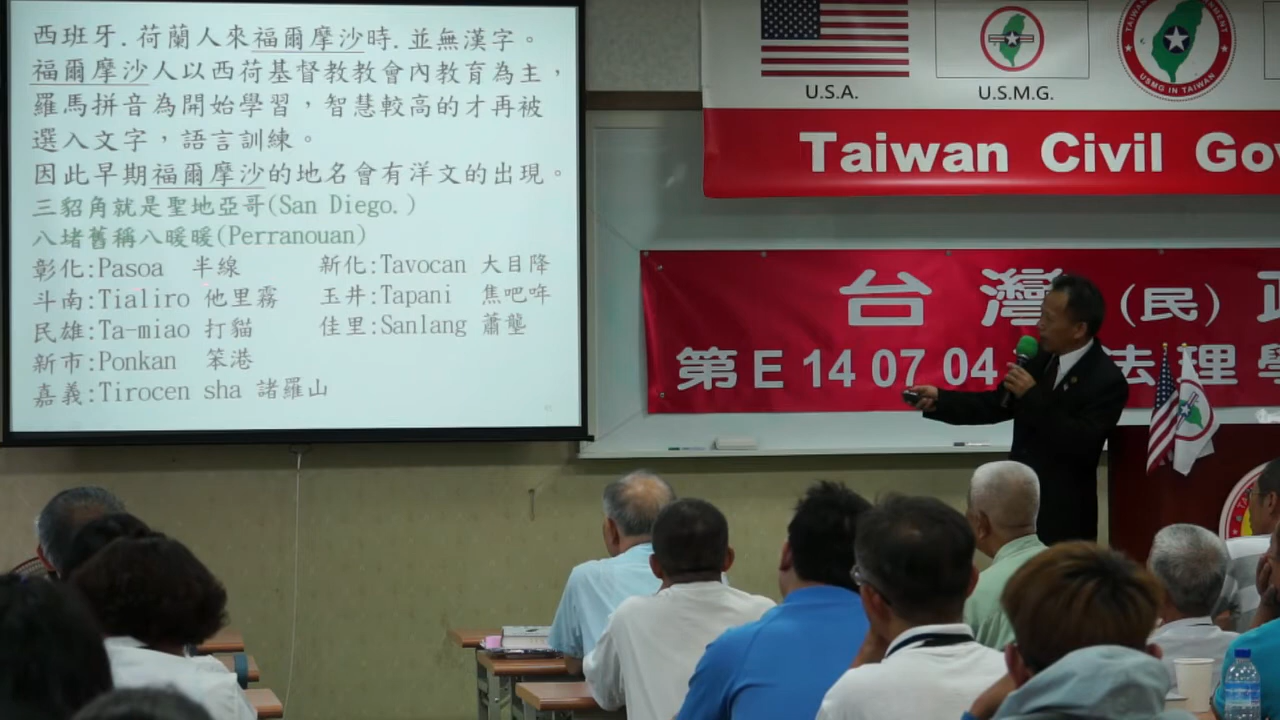 西班牙.荷蘭人來福爾摩沙時.並無漢字。
福爾摩沙人以西荷基督教教會內教育為主，
羅馬拼音為開始學習，智慧較高的才再被
選入文字，語言訓練。
因此早期福爾摩沙的地名會有洋文的出現。
三貂角就是聖地亞哥(San Diego.)
八堵舊稱八暖暖(Perranouan)
彰化:Pasoa 半線 新化:Tavocan 大目降
斗南:Tialiro 他里霧 玉井:Tapani 焦吧哖
民雄:Ta-miao 打貓 佳里:Sanlang 蕭壟
新市:Ponkan 笨港
嘉義:Tirocen sha 諸羅山
U.S.A.
U.S.M.G.
USMG IN TAIWAN
Taiwan Civil Go
台灣(民)政
第E 14 07 04 法理學